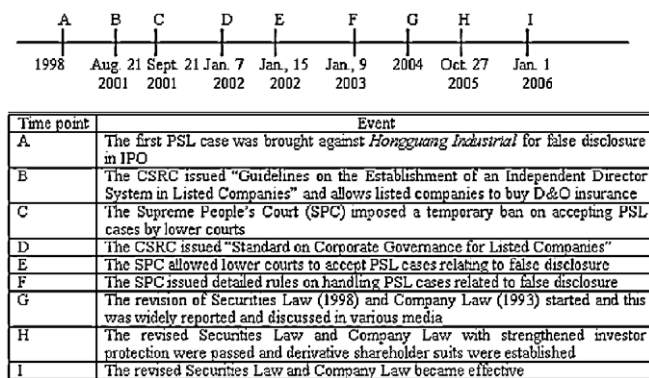 A B C D E F G H I
1998 Aug. 21 Sept. 21 Jan. 7 Jan., 15 Jan., 9 2004 Oct. 27 Jan. 1
2001 2001 2002 2002 2003 2005 2006
Time point Event
A The first PSL case was brought against Hongguang Industrial for false disclosure
in IPO
B The CSRC issued “Guidelines on the Establishment of an Independent Director
System in Listed Companies” and allows listed companies to buy D&O insurance
C The Supreme People’s Court (SPC) imposed a temporary ban on accepting PSL
cases by lower courts
D The CSRC issued “Standard on Corporate Governance for Listed Companies”
E The SPC allowed lower courts to accept PSL cases relating to false disclosure
F The SPC issued detailed rules on handling PSL cases related to false disclosure
G The revision of Securities Law (1998) and Company Law (1993) started and this
was widely reported and discussed in various media
H The revised Securities Law and Company Law with strengthened investor
protection were passed and derivative shareholder suits were established
I The revised Securities Law and Company Law became effective